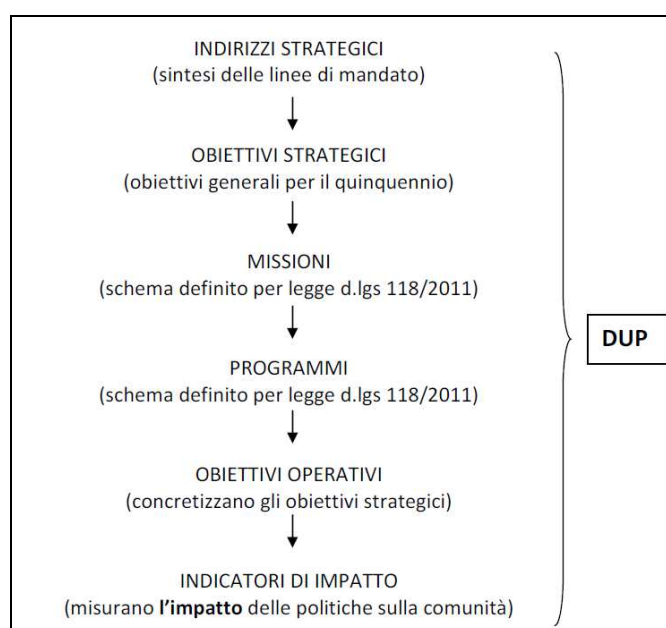 INDIRIZZI STRATEGICI
(sintesi delle linee di mandato)
OBIETTIVI STRATEGICI
(obiettivi generali per il quinquennio)
MISSIONI
(schema definito per legge d.lgs 118/2011)
PROGRAMMI
(schema definito per legge d.lgs 118/2011)
OBIETTIVI OPERATIVI
(concretizzano gli obiettivi strategici)
INDICATORI DI IMPATTO
(misurano l'impatto delle politiche sulla comunità)
DUP